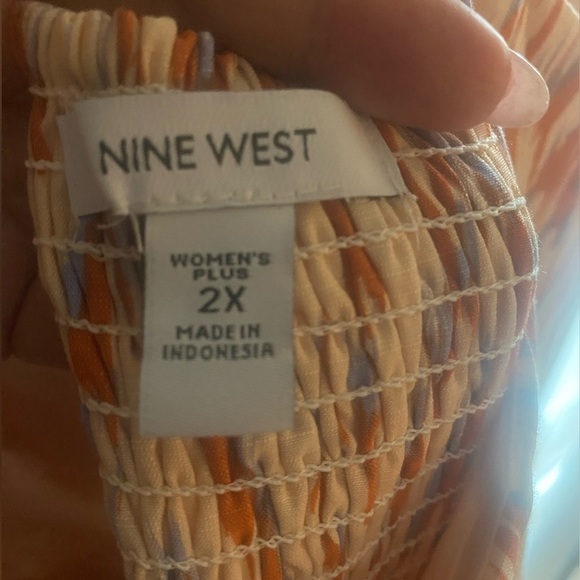 NINE WEST
WOMEN'S
PLUS
2X
MADE IN
INDONESIA